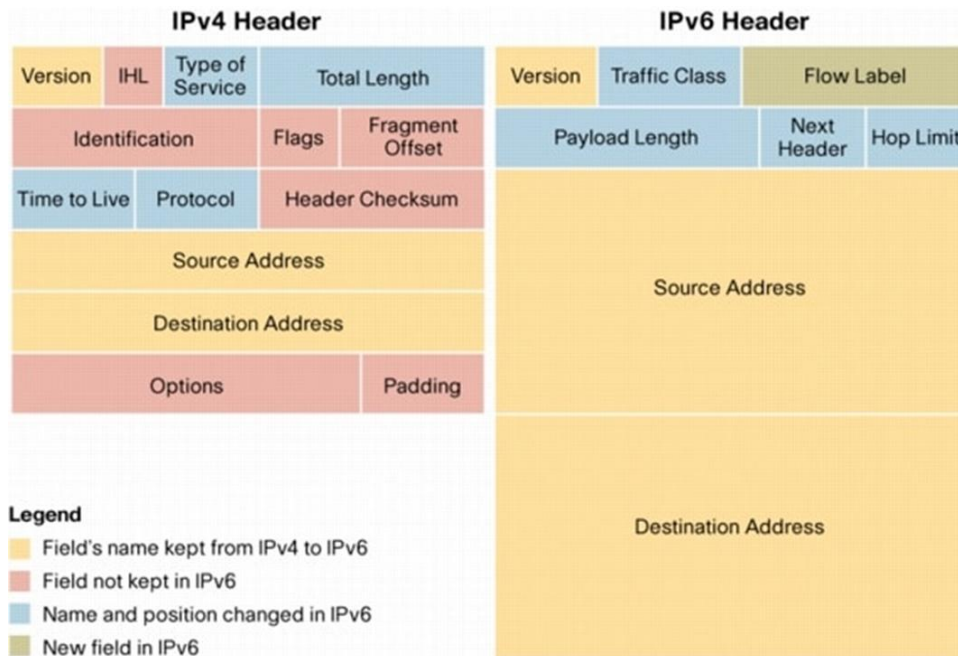 IPv4 Header
IPv6 Header
Version
IHL
Type of
Service
Total Length
Version
Traffic Class
Flow Label
Identification
Flags
Fragment
Offset
Payload Length
Next
Header
Hop Limit
Time to Live
Protocol
Header Checksum
Source Address
Source Address
Destination Address
Options
Padding
Destination Address
Legend
Field's name kept from IPv4 to IPv6
Field not kept in IPv6
Name and position changed in IPv6
New field in IPv6